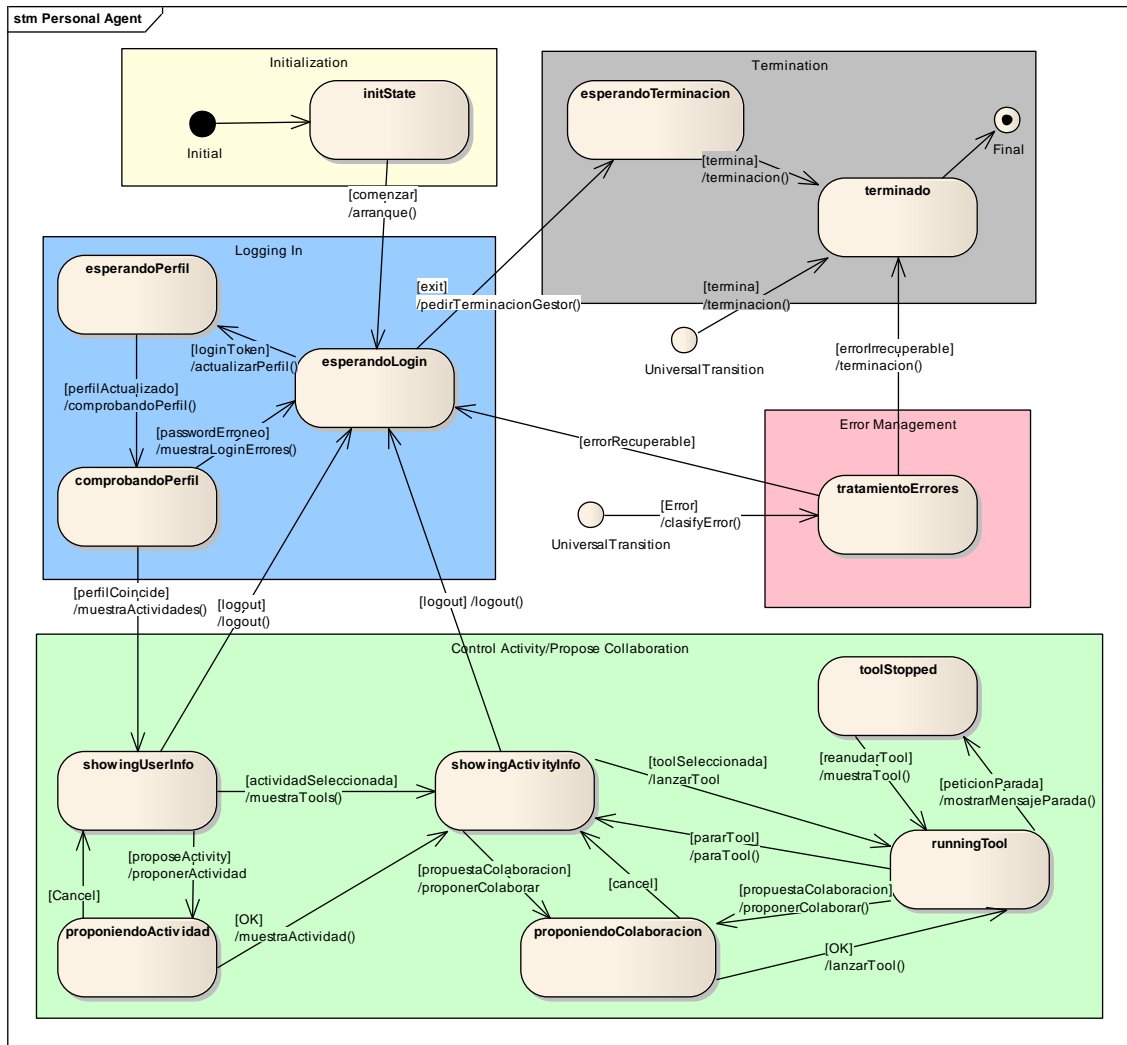 stm Personal Agent
Initialization
initState
Initial
[comenzar]
/arranque()
Termination
esperandoTerminacion
[termina]
/terminacion()
Final
terminado
[termina]
/terminacion()
UniversalTransition
Logging In
esperandoPerfil
[exit]
/pedirTerminacionGestor()
[loginToken]
/actualizarPerfil()
esperandoLogin
[perfilActualizado]
/comprobandoPerfil()
[passwordErroneo]
/muestraLoginErrores()
comprobandoPerfil
[errorIrrecuperable]
/terminacion()
Error Management
[errorRecuperable]
tratamientoErrores
[Error]
/clasifyError()
UniversalTransition
[perfilCoincide]
/muestraActividades()
[logout]
/logout()
[logout] /logout()
Control Activity/Propose Collaboration
toolStopped
showingUserInfo
[actividadSeleccionada]
/muestraTools()
showingActivityInfo
[toolSeleccionada]
/lanzarTool
[reanudarTool]
/muestraTool()
[peticionParada]
/mostrarMensajeParada()
runningTool
[pararTool]
/paraTool()
[proposeActivity]
/proponerActividad
[Cancel]
[propuestaColaboracion]
/proponerColaborar
[cancel]
[propuestaColaboracion]
/proponerColaborar()
proponiendoActividad
[OK]
/muestraActividad()
proponiendoColaboracion
[OK]
/lanzarTool()